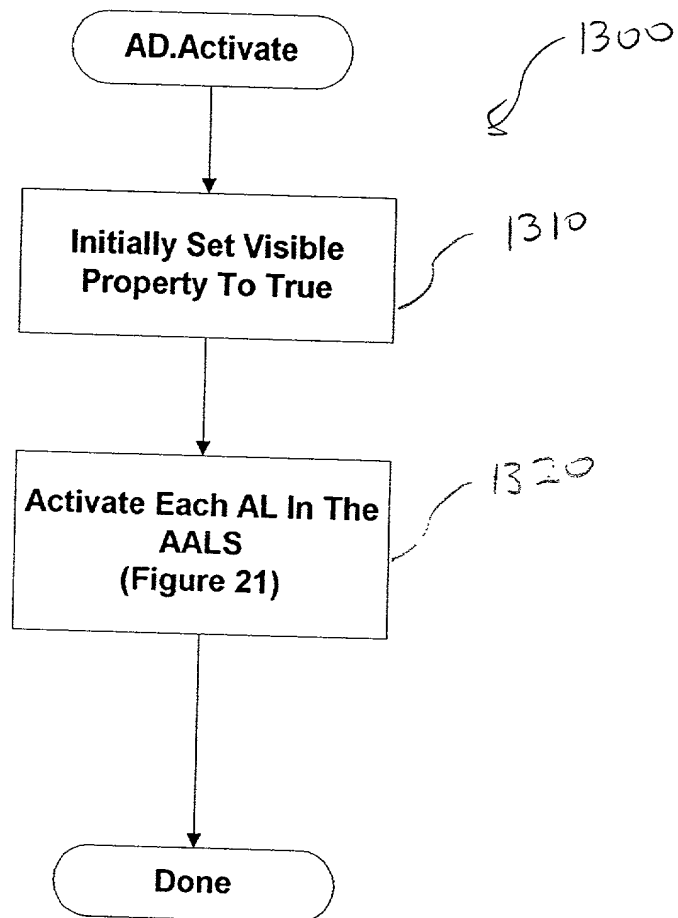 AD.Activate
1300
Initially Set Visible
Property To True
1310
Activate Each AL In The
AALS
(Figure 21)
1320
Done